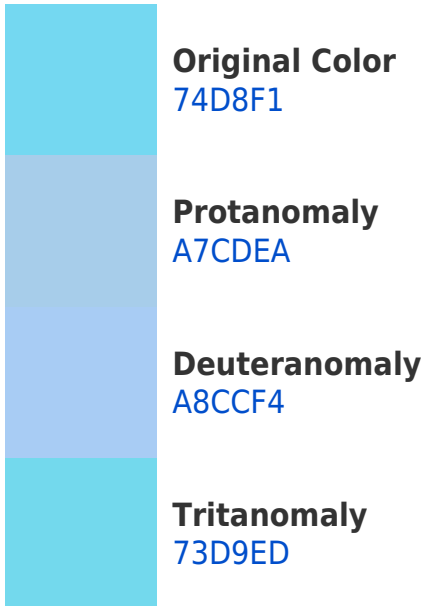 Original Color
74D8F1
Protanomaly
A7CDEA
Deuteranomaly
A8CCF4
Tritanomaly
73D9ED